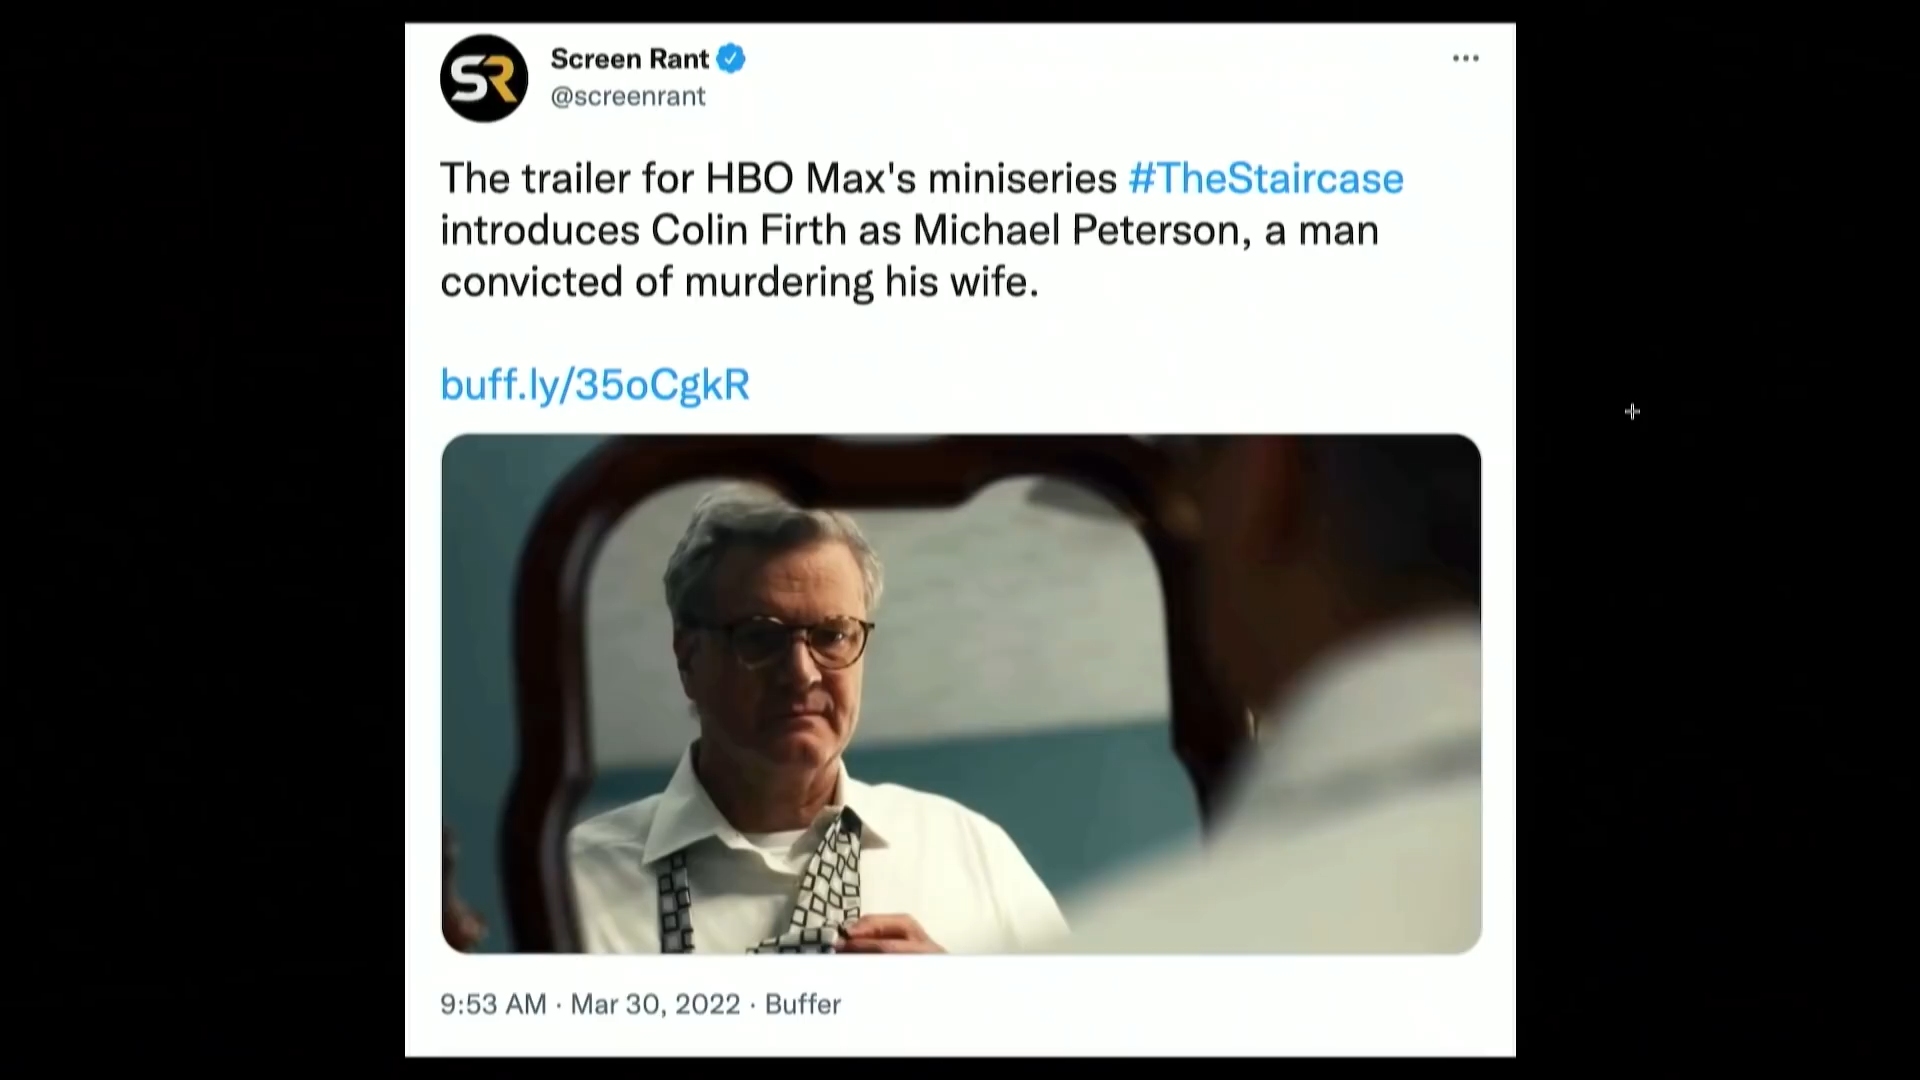 SR
Screen Rant
@screenrant
The trailer for HBO Max's miniseries #TheStaircase
introduces Colin Firth as Michael Peterson, a man
convicted of murdering his wife.
buff.ly/35oCgkR
9:53 AM · Mar 30, 2022 · Buffer